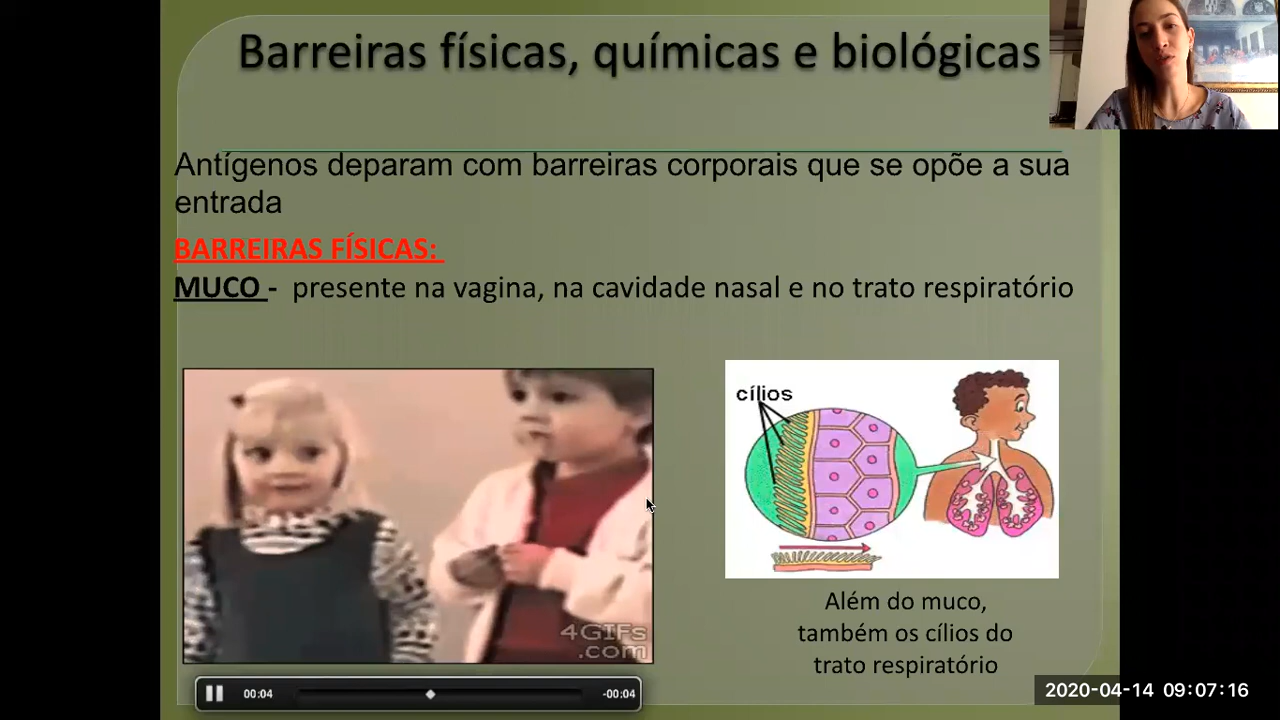 Barreiras físicas, químicas e biológicas
Antígenos deparam com barreiras corporais que se opõe a sua
entrada
BARREIRAS FÍSICAS:
MUCO - presente na vagina, na cavidade nasal e no trato respiratório
cílios
4GIFs
.com
Além do muco,
também os cílios do
trato respiratório
00:04
-00:04
2020-04-14 09:07:16